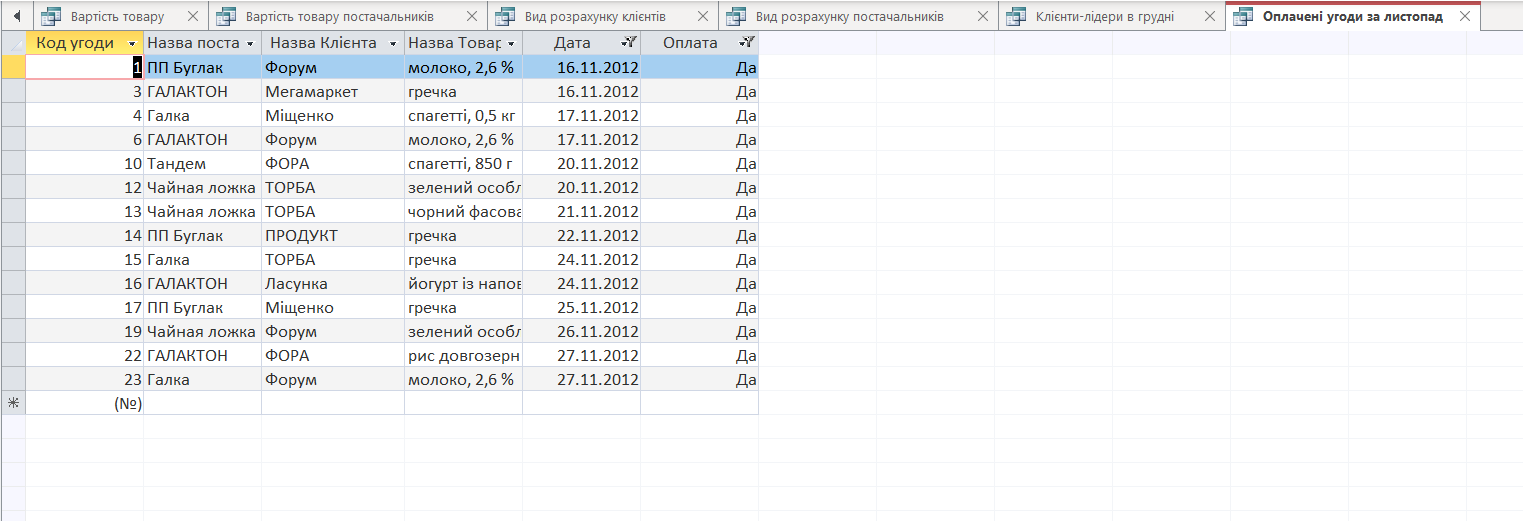 Вартість товару Вартість товару постачальників Вид розрахунку клієнтів Вид розрахунку постачальників Клієнти-лідери в грудні Оплачені угоди за листопад
Код угоди Назва поста Назва Клієнта Назва Товар Дата Оплата
1 ПП Буглак Форум молоко, 2,6 % 16.11.2012 Да
3 ГАЛАКТОН Мегамаркет гречка 16.11.2012 Да
4 Галка Міщенко спагетті, 0,5 кг 17.11.2012 Да
6 ГАЛАКТОН Форум молоко, 2,6 % 17.11.2012 Да
10 Тандем ФОРА спагетті, 850 г 20.11.2012 Да
12 Чайная ложка ТОРБА зелений особл 20.11.2012 Да
13 Чайная ложка ТОРБА чорний фасова 21.11.2012 Да
14 ПП Буглак ПРОДУКТ гречка 22.11.2012 Да
15 Галка ТОРБА гречка 24.11.2012 Да
16 ГАЛАКТОН Ласунка йогурт із напов 24.11.2012 Да
17 ПП Буглак Міщенко гречка 25.11.2012 Да
19 Чайная ложка Форум зелений особл 26.11.2012 Да
22 ГАЛАКТОН ФОРА рис довгозерн 27.11.2012 Да
23 Галка Форум молоко, 2,6 % 27.11.2012 Да
(№)